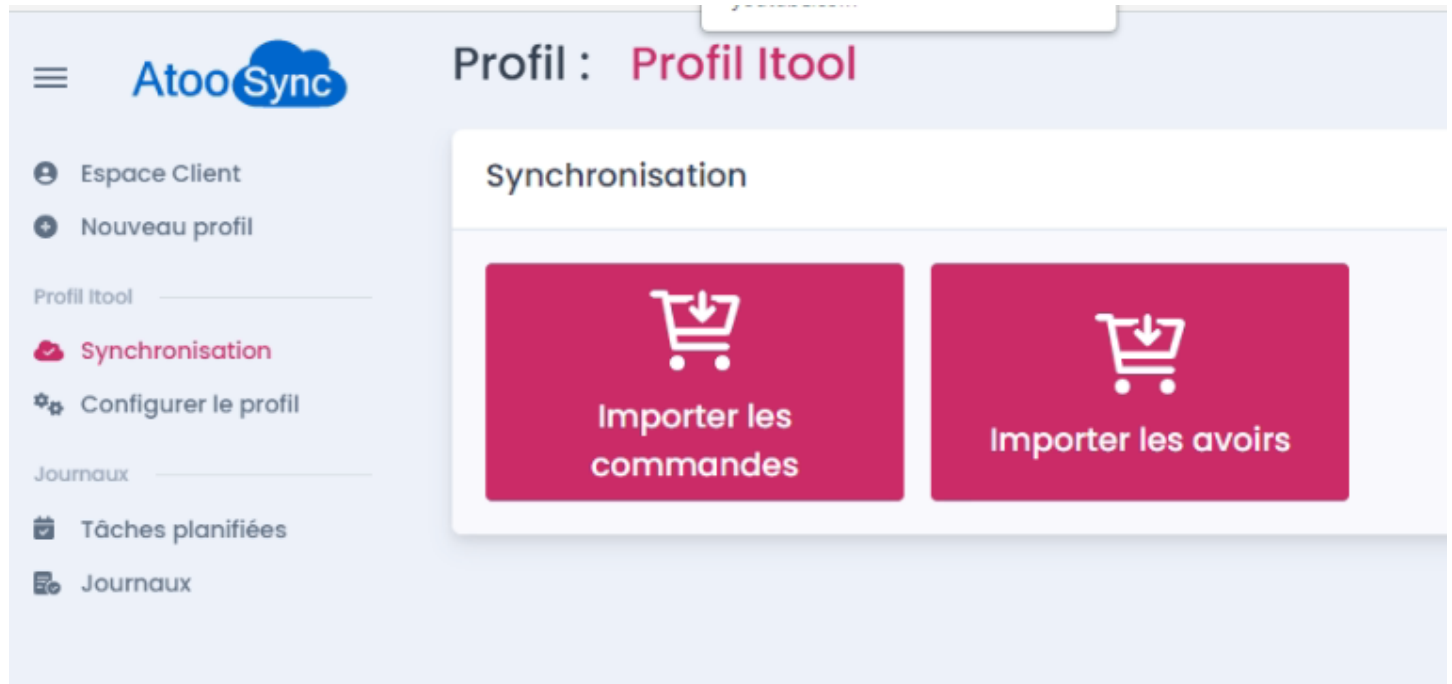 AtooSync
Profil : Profil Itool
Espace Client
Nouveau profil
Profil Itool
Synchronisation
Configurer le profil
Journaux
Tâches planifiées
Journaux
Synchronisation
Importer les
commandes
Importer les avoirs